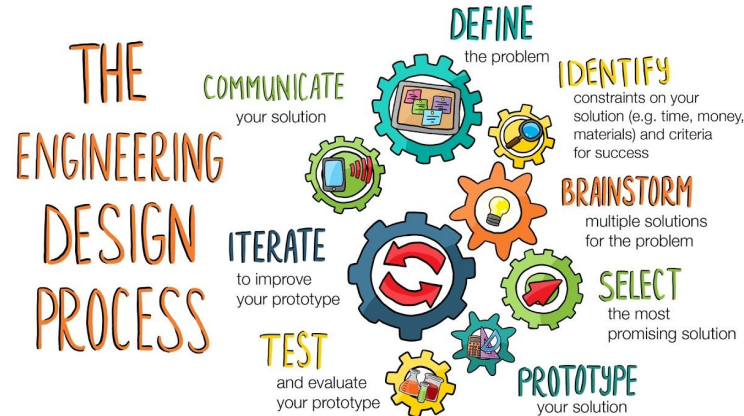 THE
ENGINEERING
DESIGN
PROCESS
DEFINE
the problem
IDENTIFY
constraints on your
solution (e.g. time, money,
materials) and criteria
for success
BRAINSTORM
multiple solutions
for the problem
SELECT
the most
promising solution
PROTOTYPE
your solution
TEST
and evaluate
your prototype
ITERATE
to improve
your prototype
COMMUNICATE
your solution